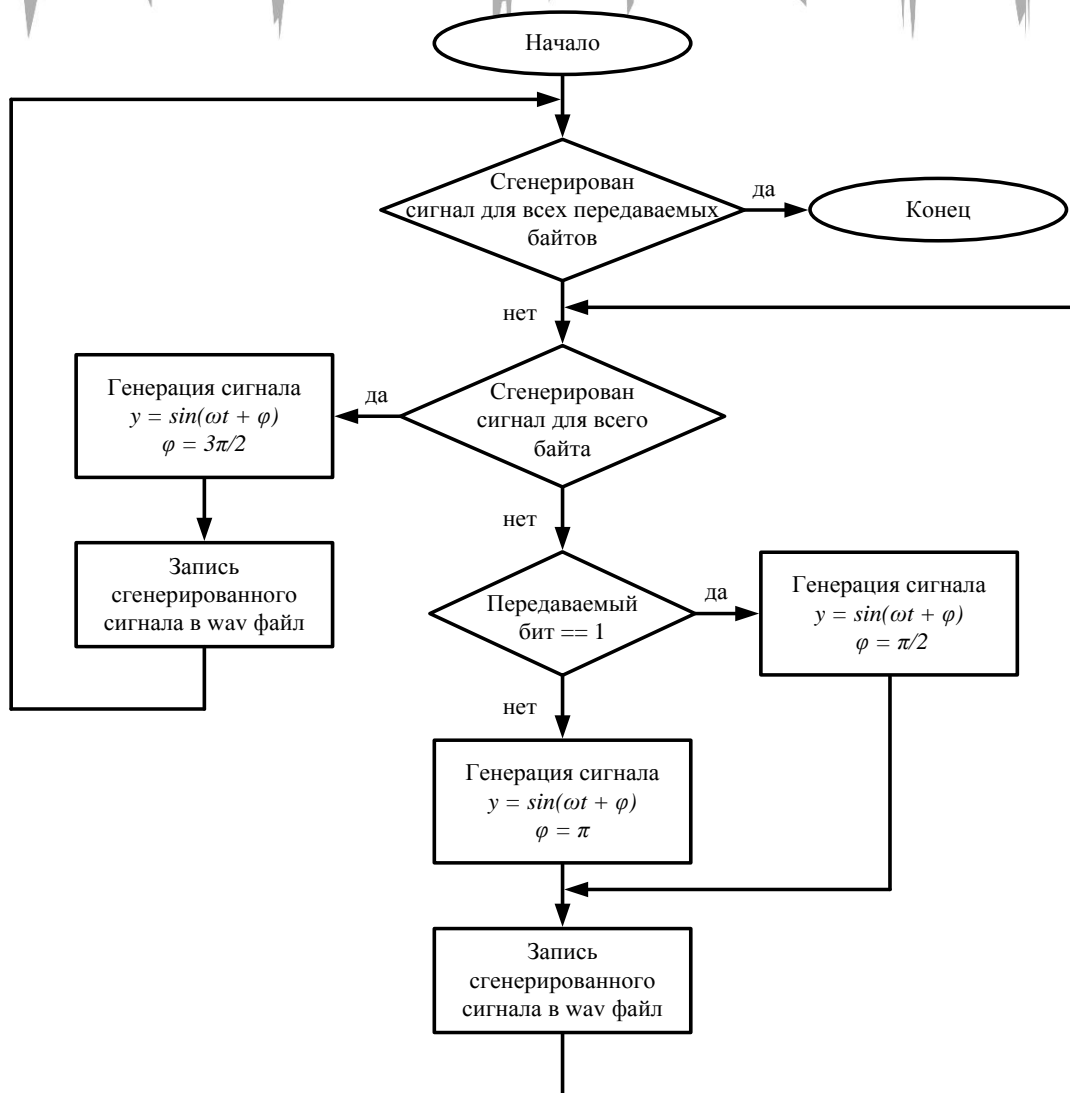 Начало
Сгенерирован
сигнал для всех передаваемых
байтов
да
Конец
нет
Генерация сигнала
y = sin(ωt + φ)
φ = 3π/2
да
Сгенерирован
сигнал для всего
байта
нет
Запись
сгенерированного
сигнала в wav файл
Передаваемый
бит == 1
да
Генерация сигнала
y = sin(ωt + φ)
φ = π/2
нет
Генерация сигнала
y = sin(ωt + φ)
φ = π
Запись
сгенерированного
сигнала в wav файл